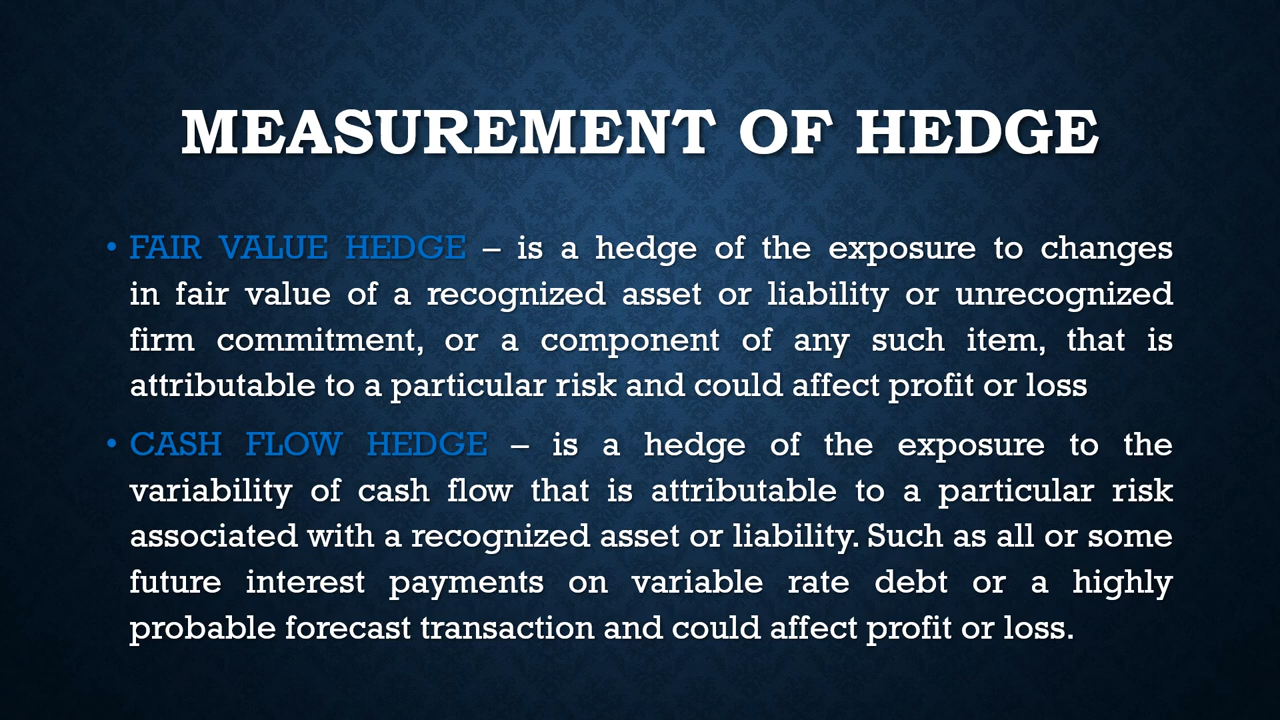 MEASUREMENT OF HEDGE
• FAIR VALUE HEDGE – is a hedge of the exposure to changes
in fair value of a recognized asset or liability or unrecognized
firm commitment, or a component of any such item, that is
attributable to a particular risk and could affect profit or loss
• CASH FLOW HEDGE – is a hedge of the exposure to the
variability of cash flow that is attributable to a particular risk
associated with a recognized asset or liability. Such as all or some
future interest payments on variable rate debt or a highly
probable forecast transaction and could affect profit or loss.